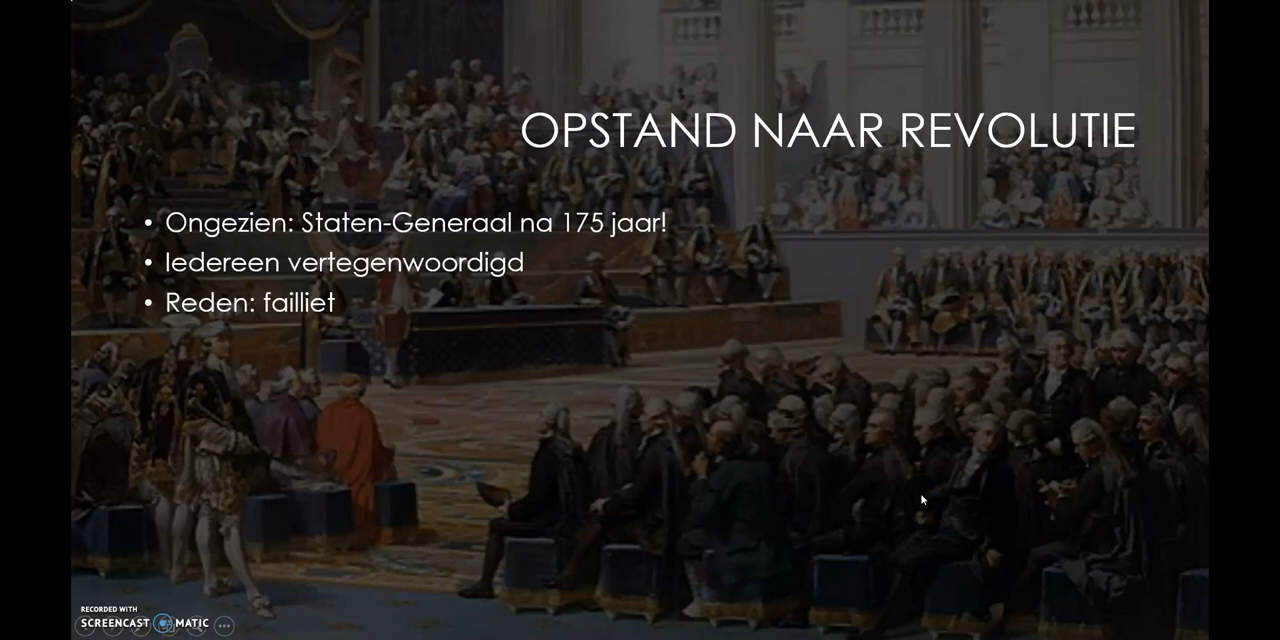 OPSTAND NAAR REVOLUTIE
• Ongezien: Staten-Generaal na 175 jaar!
• Iedereen vertegenwoordigd
• Reden: failliet
RECORDED WITH
SCREENCAST MATIC